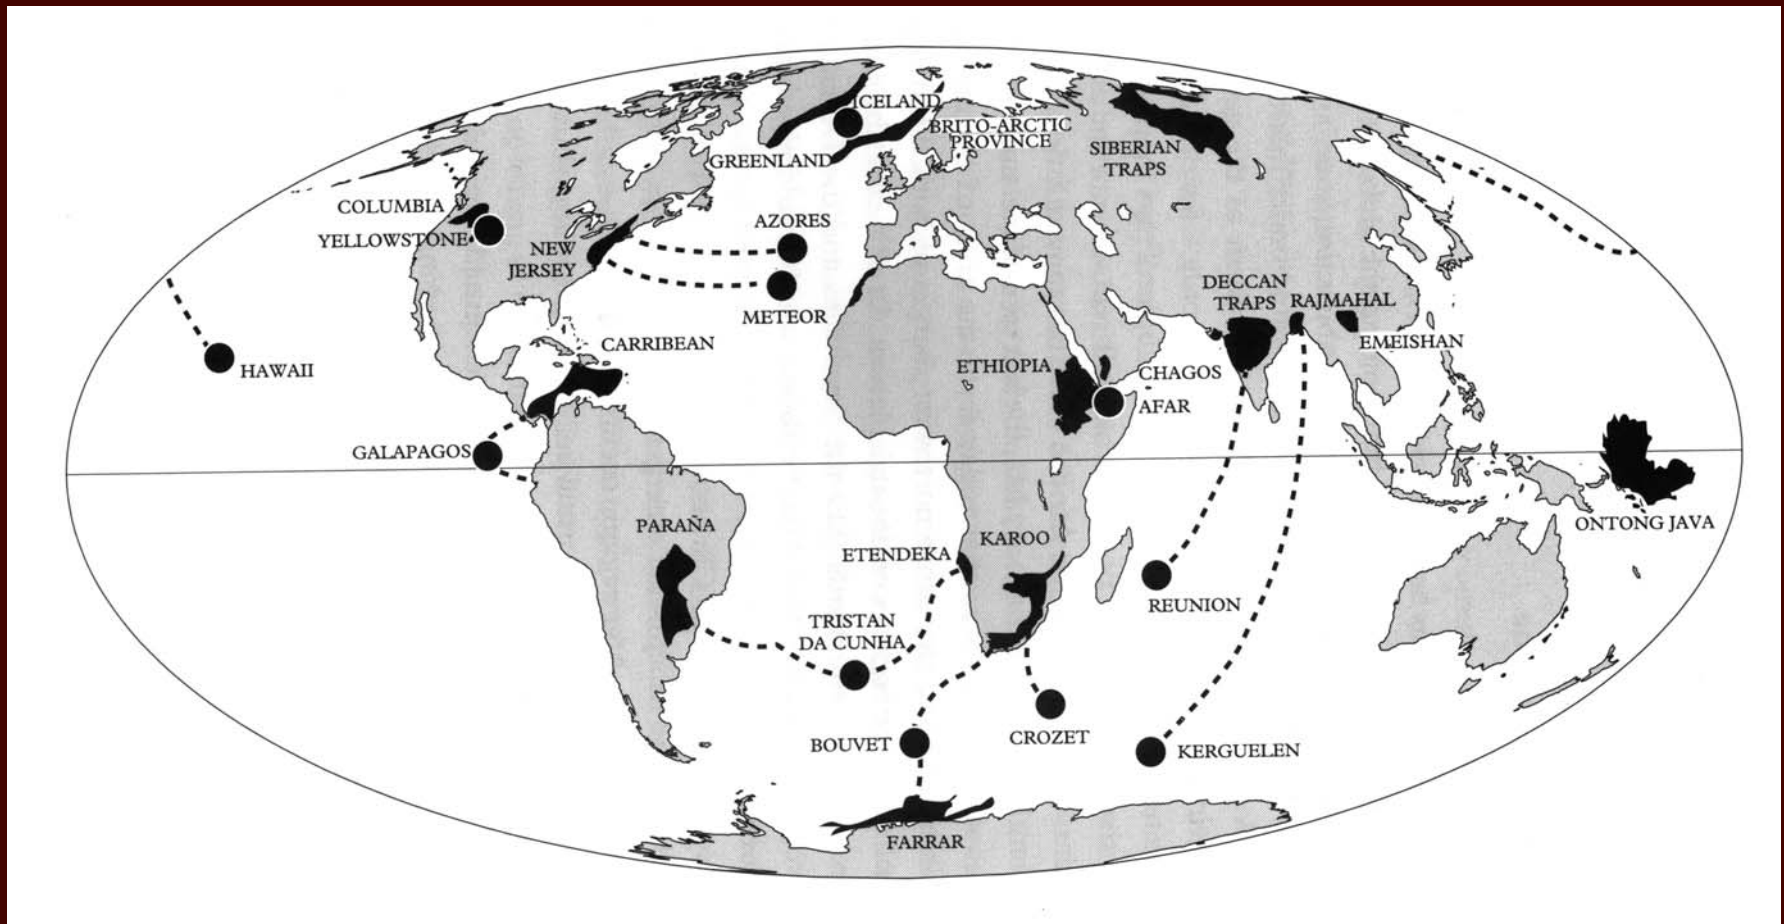 ICELAND
BRITO-ARCTIC
PROVINCE
GREENLAND
SIBERIAN
TRAPS
COLUMBIA
YELLOWSTONE
NEW
JERSEY
AZORES
METEOR
CARRIBEAN
HAWAII
DECCAN
TRAPS
RAJMAHAL
EMEISHAN
ETHIOPIA
CHAGOS
AFAR
GALAPAGOS
PARAÑA
ETENDEKA
KAROO
ONTONG JAVA
REUNION
TRISTAN
DA CUNHA
BOUVET
CROZET
KERGUELEN
FARRAR